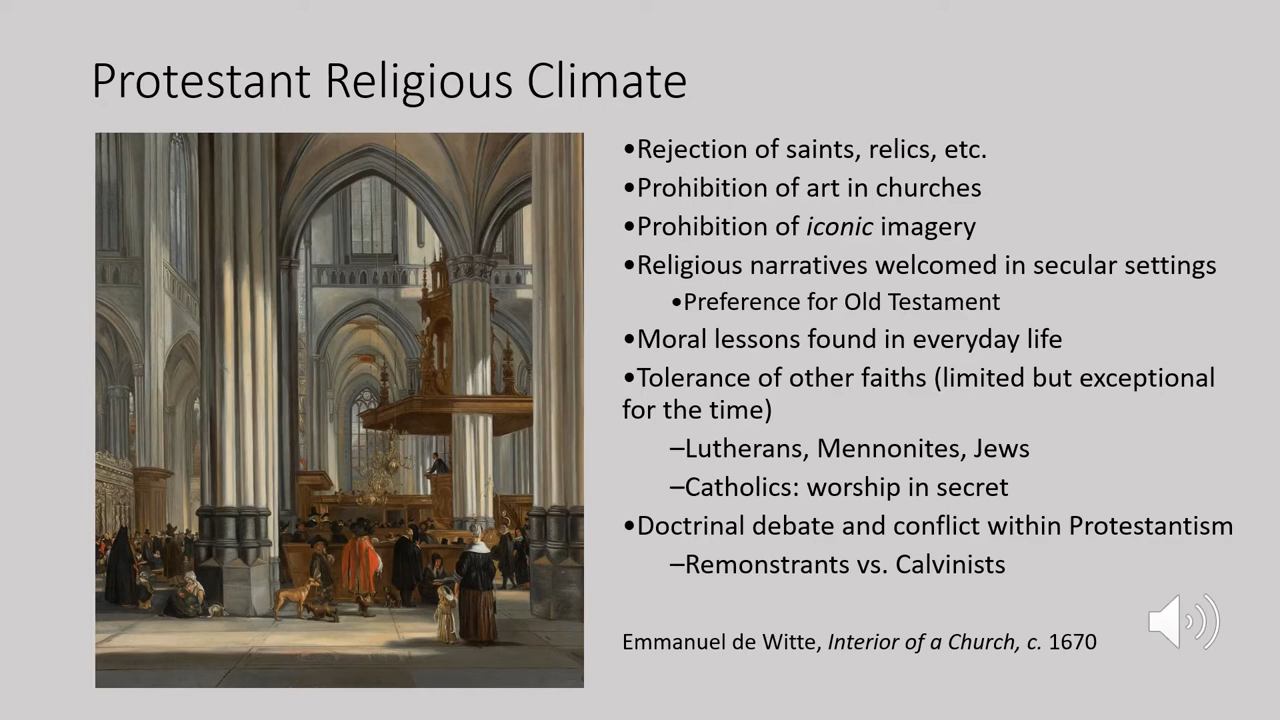 Protestant Religious Climate
•Rejection of saints, relics, etc.
•Prohibition of art in churches
•Prohibition of iconic imagery
•Religious narratives welcomed in secular settings
•Preference for Old Testament
•Moral lessons found in everyday life
•Tolerance of other faiths (limited but exceptional
for the time)
–Lutherans, Mennonites, Jews
–Catholics: worship in secret
•Doctrinal debate and conflict within Protestantism
–Remonstrants vs. Calvinists
Emmanuel de Witte, Interior of a Church, c. 1670